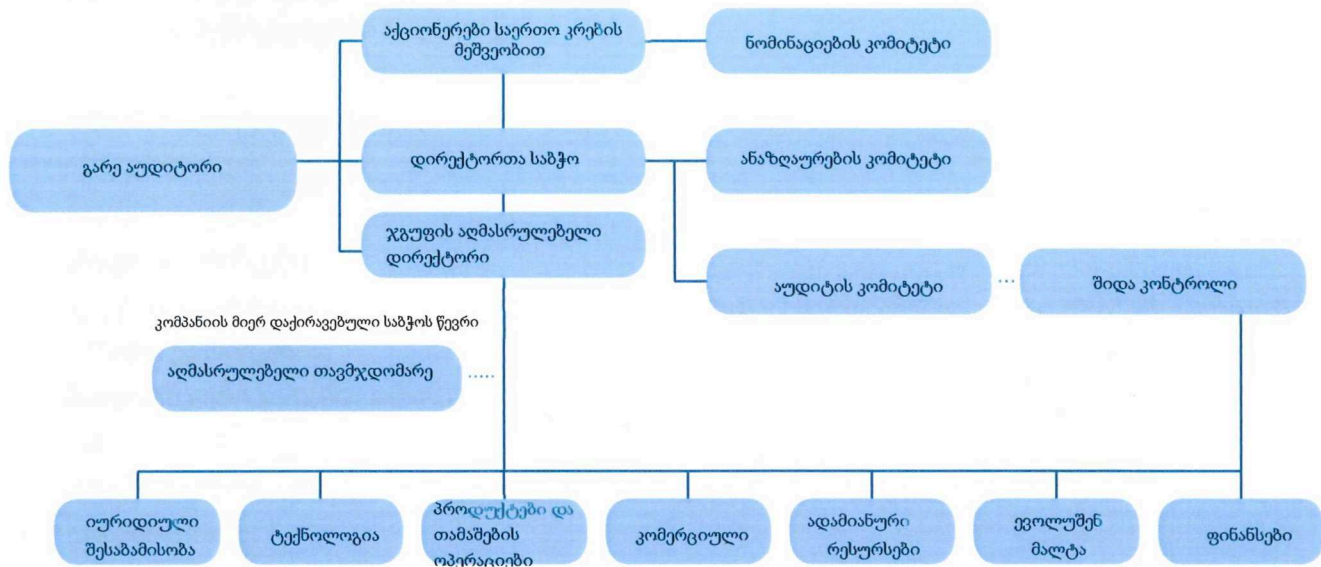 აქციონერები საერთო კრების
მეშვეობით
ნომინაციების კომიტეტი
გარე აუდიტორი
დირექტორთა საბჭო
ანაზღაურების კომიტეტი
ჯგუფის აღმასრულებელი
დირექტორი
აუდიტის კომიტეტი
შიდა კონტროლი
კომპანიის მიერ დაქირავებული საბჭოს წევრი
აღმასრულებელი თავმჯდომარე
იურიდიული
შესაბამისობა
ტექნოლოგია
პროდუქტები და
თამაშების
ოპერაციები
კომერციული
ადამიანური
რესურსები
ევოლუშენ
მალტა
ფინანსები